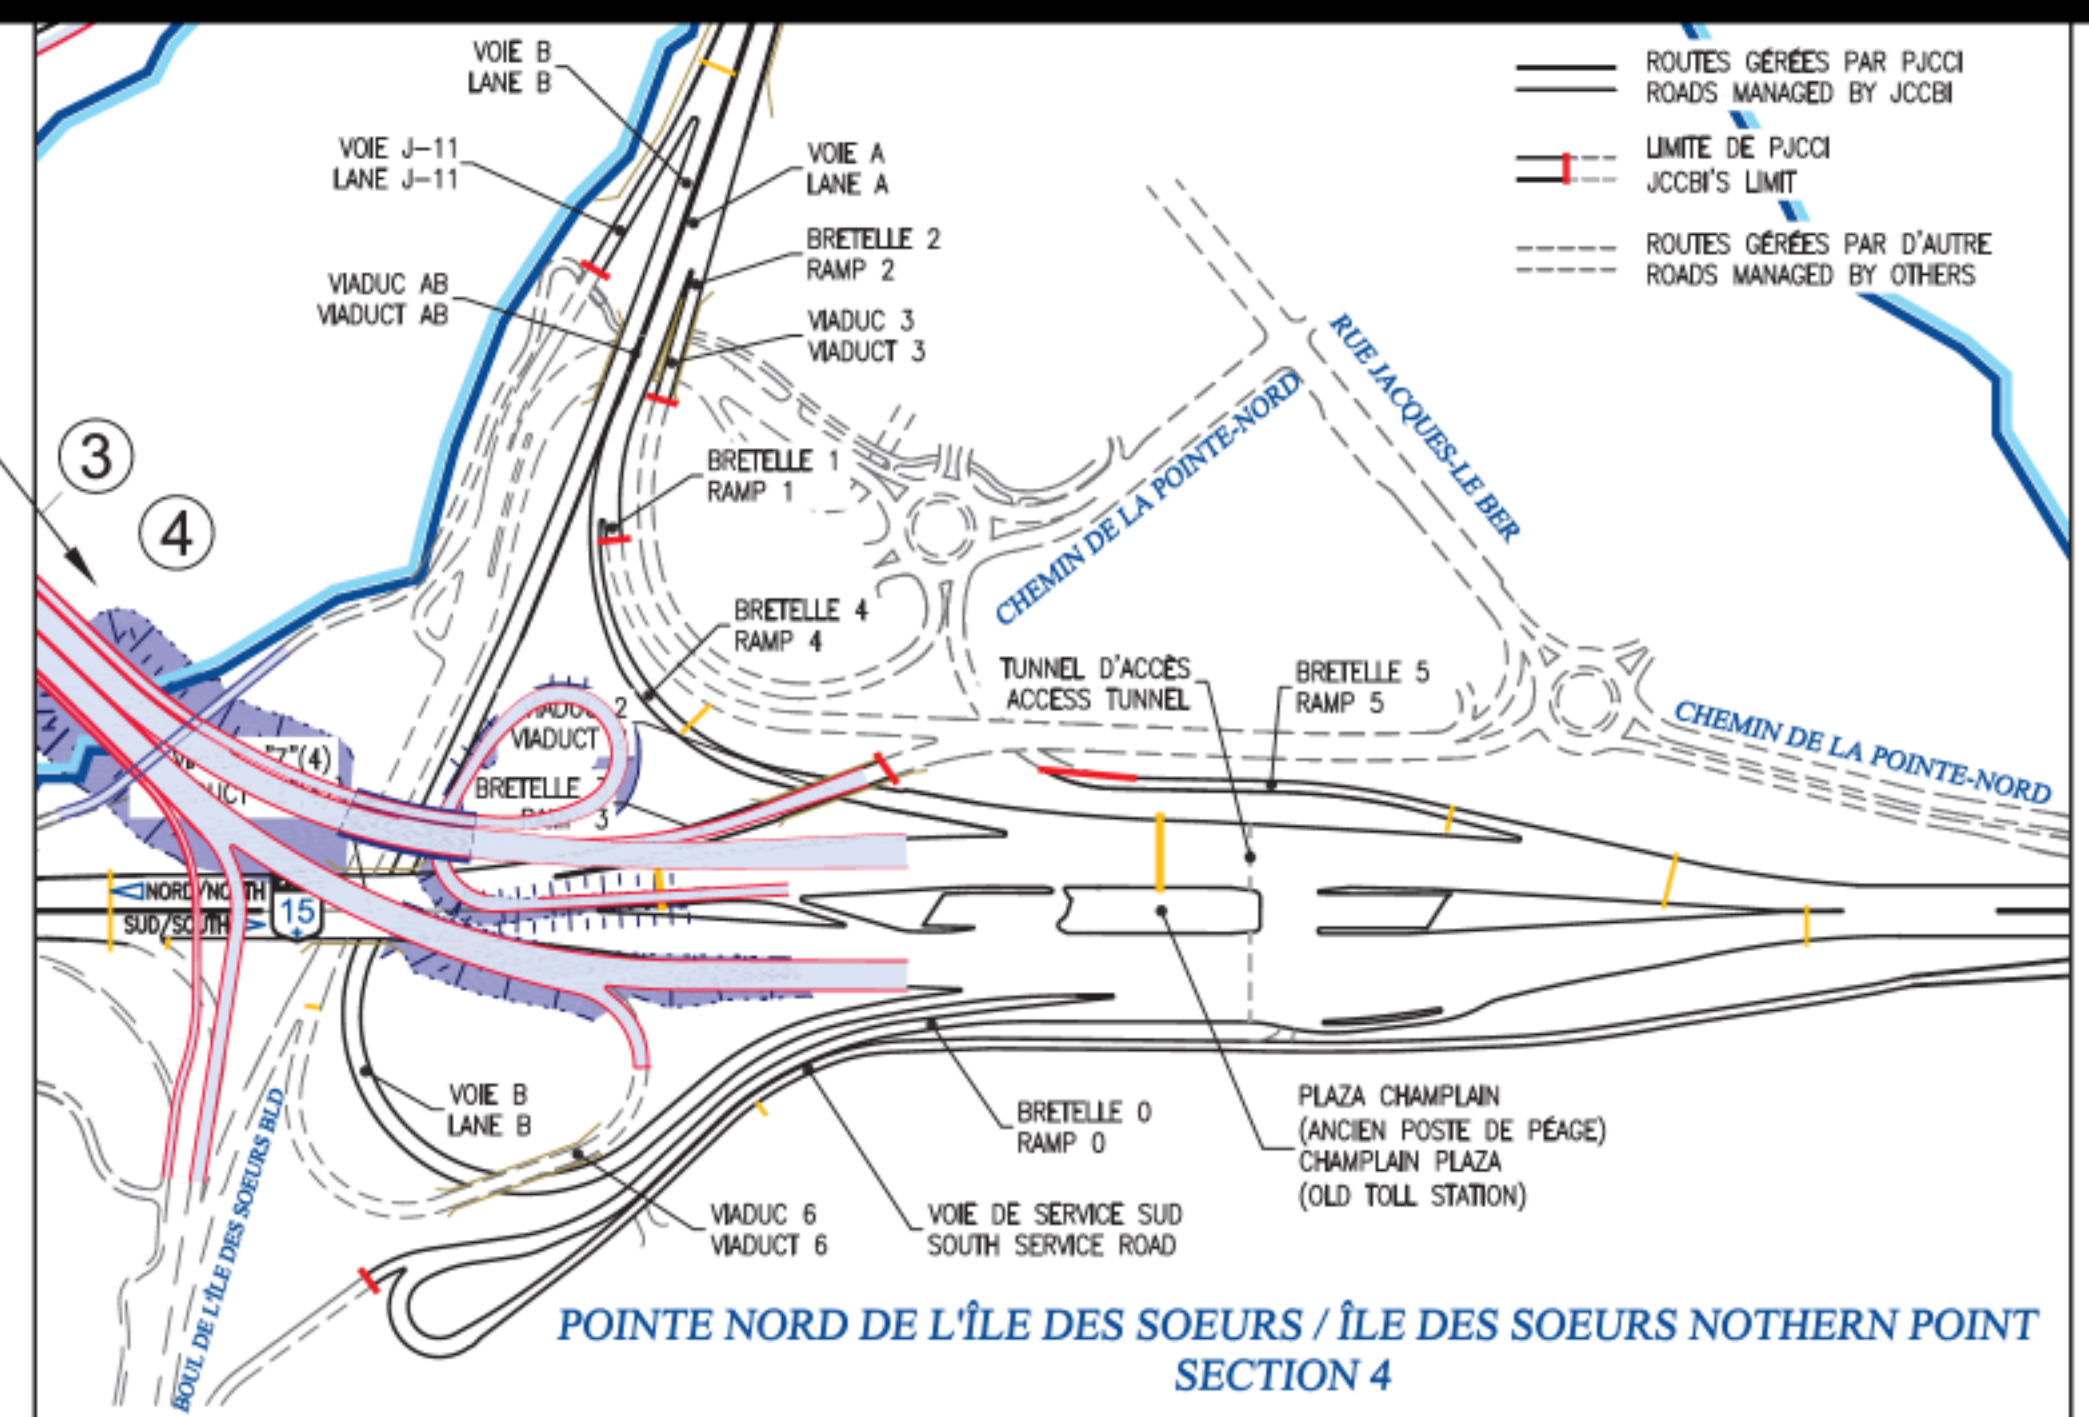 VOIE B
LANE B
VOIE J-11
LANE J-11
VOIE A
LANE A
BRETELLE 2
RAMP 2
VIADUC AB
VIADUCT AB
VIADUC 3
VIADUCT 3
ROUTES GÉRÉES PAR PJCCI
ROADS MANAGED BY JCCBI
LIMITE DE PJCCI
JCCBI'S LIMIT
ROUTES GÉRÉES PAR D'AUTRE
ROADS MANAGED BY OTHERS
RUE JACQUES-LE BER
CHEMIN DE LA POINTE-NORD
3
4
BRETELLE 1
RAMP 1
BRETELLE 4
RAMP 4
TUNNEL D'ACCÈS
ACCESS TUNNEL
BRETELLE 5
RAMP 5
CHEMIN DE LA POINTE-NORD
2
VIADUCT
"Z"(4)
BRETELLE
3
NORD/NORTH
SUD/SOUTH
15
VOIE B
LANE B
BRETELLE 0
RAMP 0
PLAZA CHAMPLAIN
(ANCIEN POSTE DE PÉAGE)
CHAMPLAIN PLAZA
(OLD TOLL STATION)
VIADUC 6
VIADUCT 6
VOIE DE SERVICE SUD
SOUTH SERVICE ROAD
BOUL DE L'ÎLE DES SOEURS BLD
POINTE NORD DE L'ÎLE DES SOEURS / ÎLE DES SOEURS NOTHERN POINT
SECTION 4